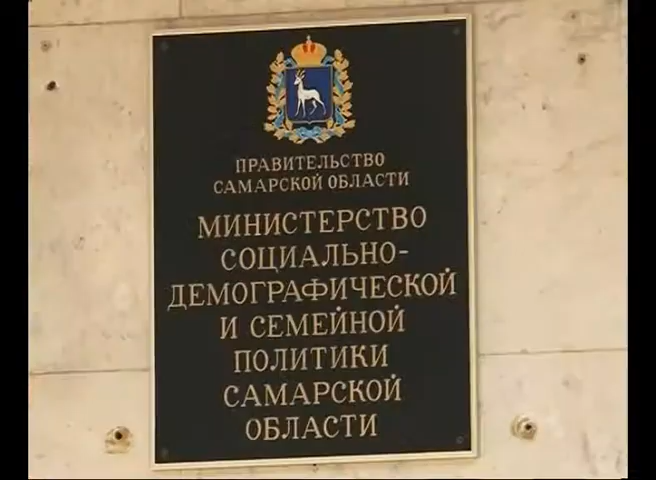 ПРАВИТЕЛЬСТВО
САМАРСКОЙ ОБЛАСТИ
МИНИСТЕРСТВО
СОЦИАЛЬНО-
ДЕМОГРАФИЧЕСКОЙ
И СЕМЕЙНОЙ
ПОЛИТИКИ
САМАРСКОЙ
ОБЛАСТИ